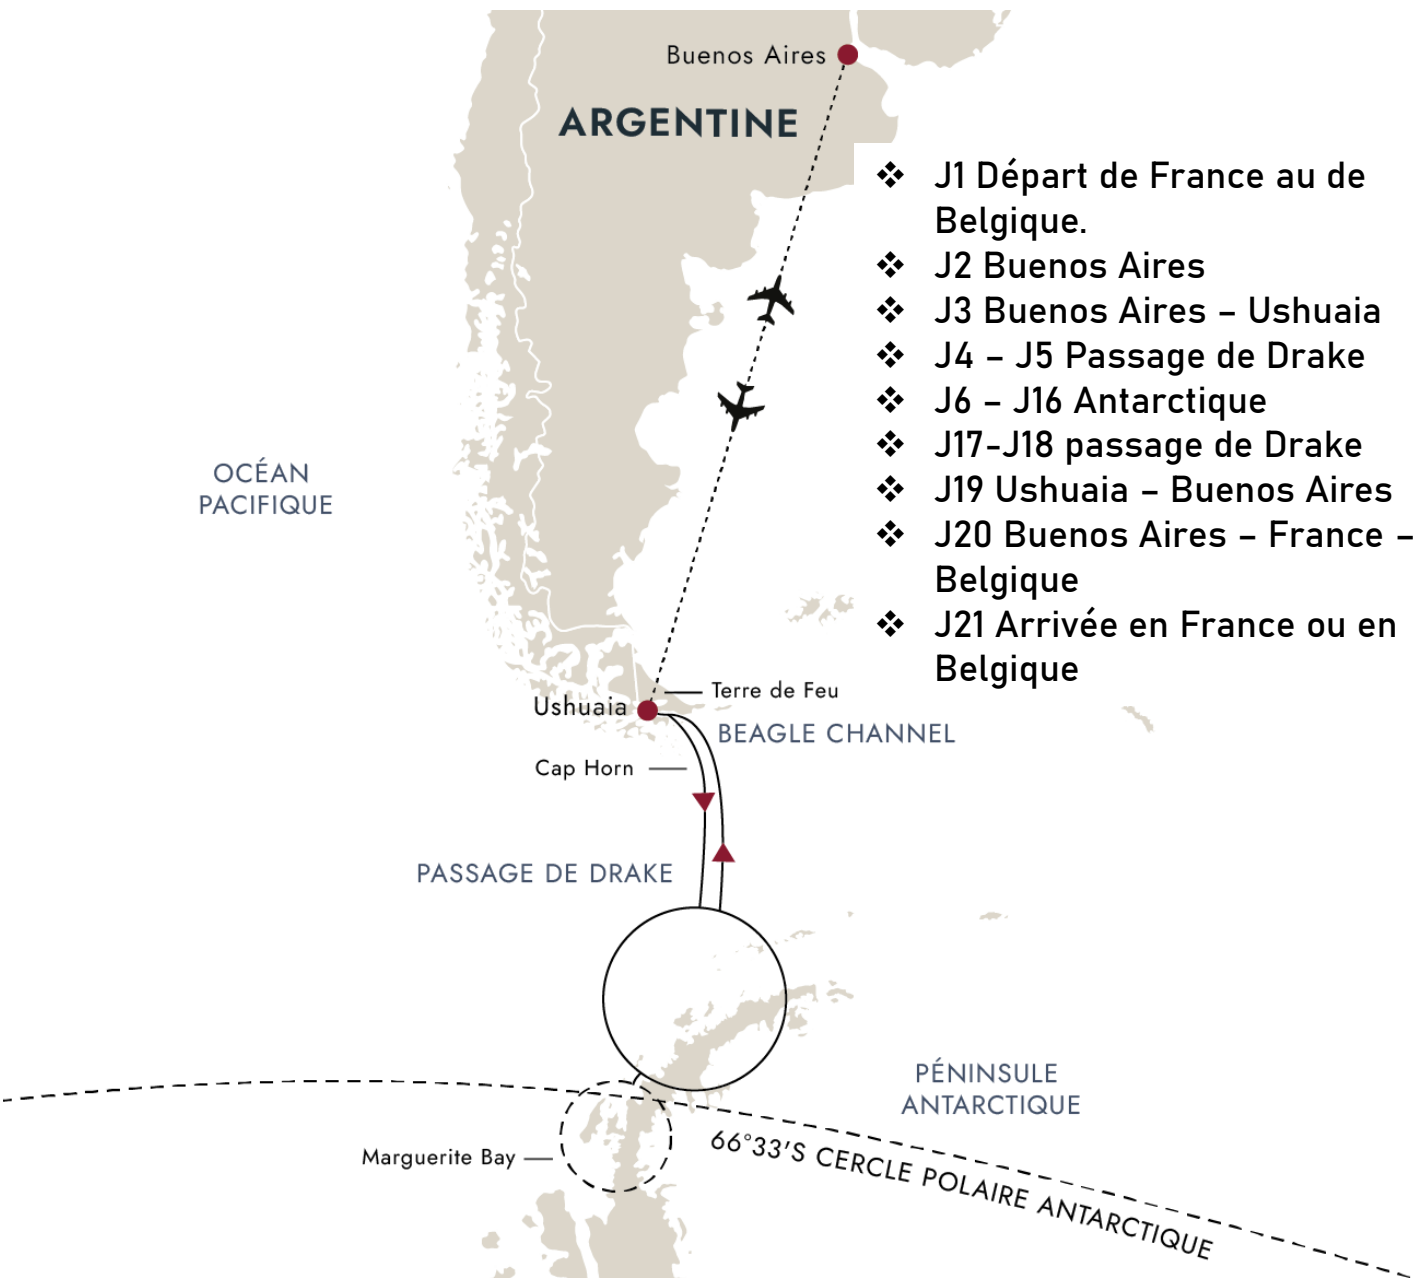 Buenos Aires
ARGENTINE
❖ J1 Départ de France au de
Belgique.
❖ J2 Buenos Aires
❖ J3 Buenos Aires – Ushuaia
❖ J4 – J5 Passage de Drake
❖ J6 – J16 Antarctique
❖ J17-J18 passage de Drake
❖ J19 Ushuaia – Buenos Aires
❖ J20 Buenos Aires – France –
Belgique
❖ J21 Arrivée en France ou en
Belgique
OCÉAN
PACIFIQUE
Terre de Feu
Ushuaia
BEAGLE CHANNEL
Cap Horn
PASSAGE DE DRAKE
PÉNINSULE
ANTARCTIQUE
Marguerite Bay
66°33'S CERCLE POLAIRE ANTARCTIQUE